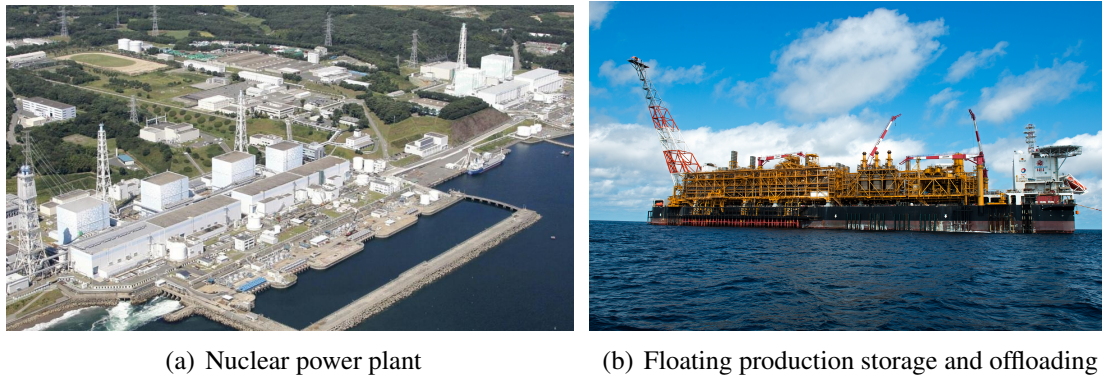 (a) Nuclear power plant
(b) Floating production storage and offloading